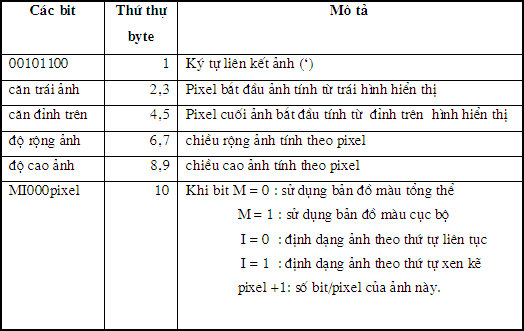 Các bit Thứ thự byte Mô tả
00101100 1 Ký tự liên kết ảnh (‘)
căn trái ảnh 2,3 Pixel bắt đầu ảnh tính từ trái hình hiển thị
căn đỉnh trên 4,5 Pixel cuối ảnh bắt đầu tính từ đỉnh trên hình hiển thị
độ rộng ảnh 6,7 chiều rộng ảnh tính theo pixel
độ cao ảnh 8,9 chiều cao ảnh tính theo pixel
MI000pixel 10 Khi bit M = 0 : sử dụng bản đồ màu tổng thể
M = 1 : sử dụng bản đồ màu cục bộ
I = 0 : định dạng ảnh theo thứ tự liên tục
I = 1 : định dạng ảnh theo thứ tự xen kẽ
pixel +1: số bit/pixel của ảnh này.